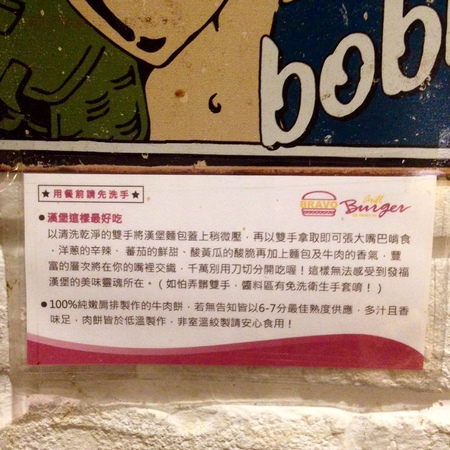 bob
★用餐前請先洗手★
BRAVO Burger
●漢堡這樣最好吃
以清洗乾淨的雙手將漢堡麵包蓋上稍微壓，再以雙手拿取即可張大嘴巴啃食
,洋蔥的辛辣、蕃茄的鮮甜、酸黃瓜的酸脆再加上麵包及牛肉的香氣，豐
富的層次將在你的嘴裡交織，千萬別用刀切分開吃喔！這樣無法感受到發福
漢堡的美味靈魂所在。（如怕弄髒雙手，醬料區有免洗衛生手套唷！）
●100%純嫩肩排製作的牛肉餅，若無告知皆以6-7分最佳熟度供應，多汁且香
味足，肉餅皆於低溫製作，非室溫絞製請安心食用！